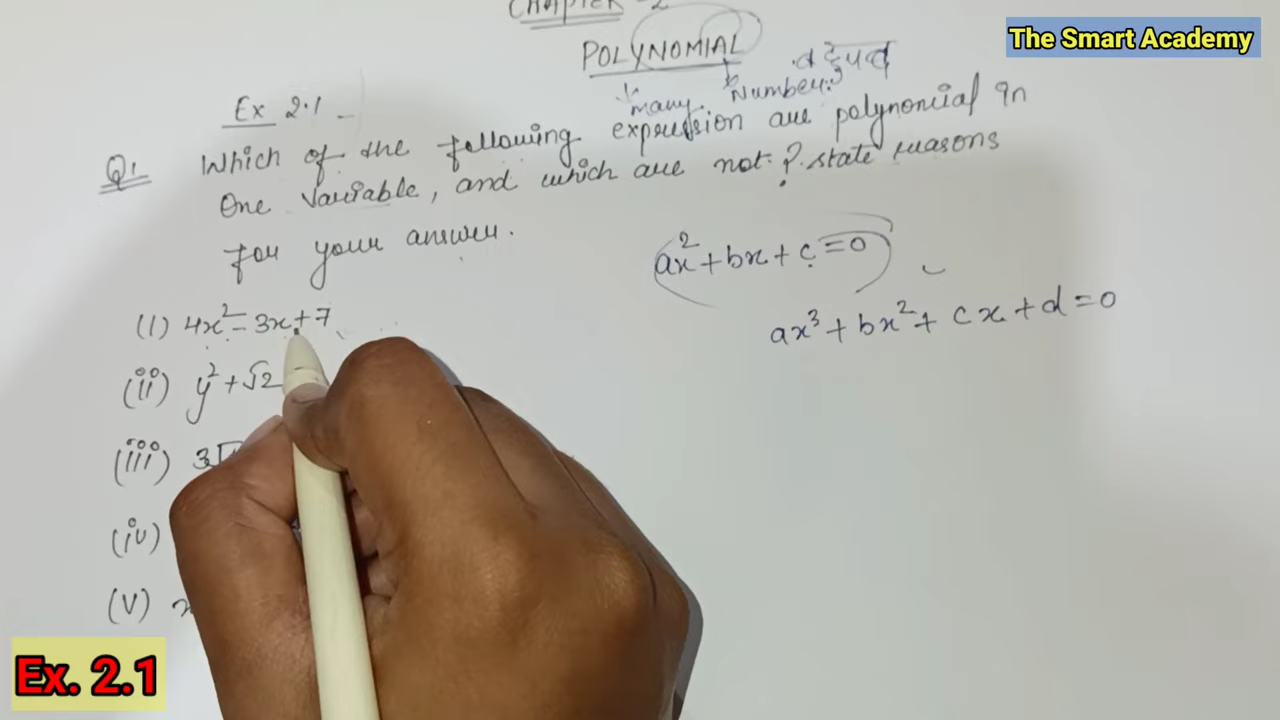 CHAPTER - 2
The Smart Academy
POLYNOMIAL
many Number बहुपद
Ex 2.1 -
Q1 Which of the following expression are polynomial in
One Variable, and which are not ? state reasons
for your answer.
ax²+bx+c=0
ax³+bx²+cx+d=0
(I) 4x²-3x+7
(ii) y²+√2
(iii) 3√
(iv)
(V) x
Ex. 2.1